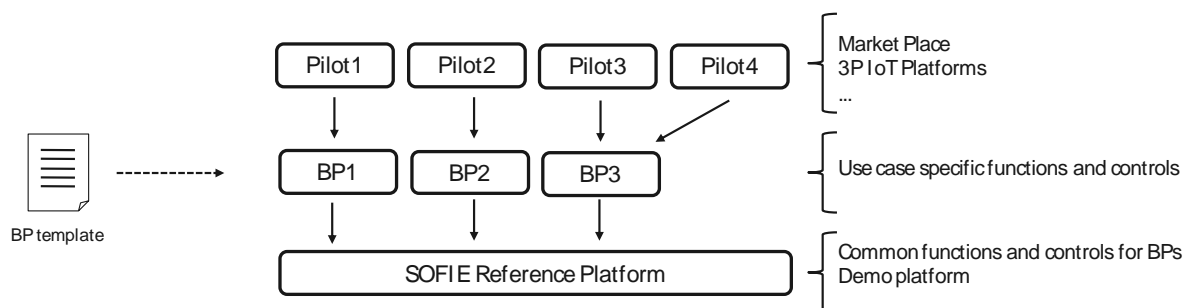 Pilot1
Pilot2
Pilot3
Pilot4
Market Place
3P IoT Platforms
...
BP template
BP1
BP2
BP3
Use case specific functions and controls
SOFIE Reference Platform
Common functions and controls for BPs
Demo platform